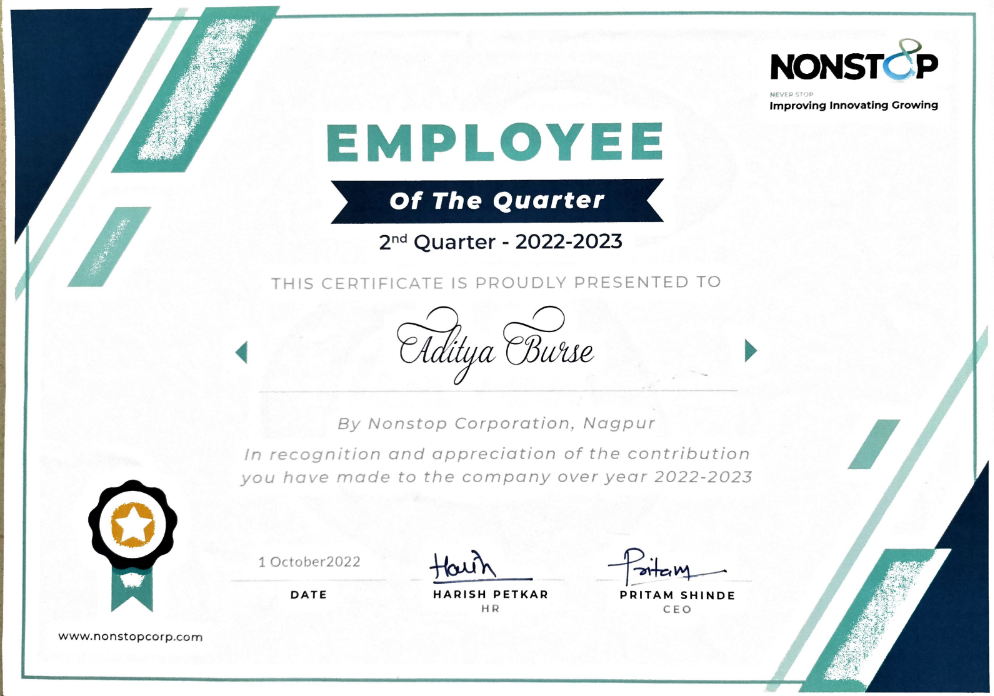 NONSTOP
NEVER STOP
Improving Innovating Growing
EMPLOYEE
Of The Quarter
2nd Quarter - 2022-2023
THIS CERTIFICATE IS PROUDLY PRESENTED TO
Aditya Burse
By Nonstop Corporation, Nagpur
In recognition and appreciation of the contribution
you have made to the company over year 2022-2023
1 October2022
DATE
Harish
HARISH PETKAR
HR
Pritam
PRITAM SHINDE
CEO
www.nonstopcorp.com